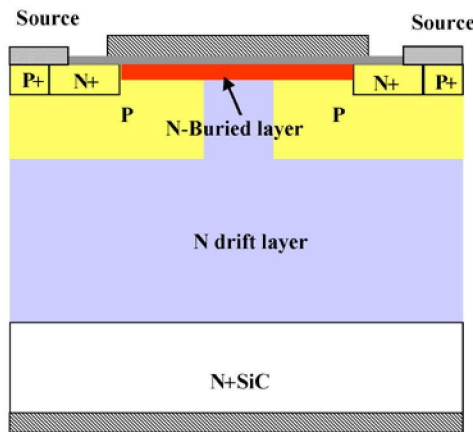 Source
Source
P+
N+
N+
P+
P
P
N-Buried layer
N drift layer
N+SiC